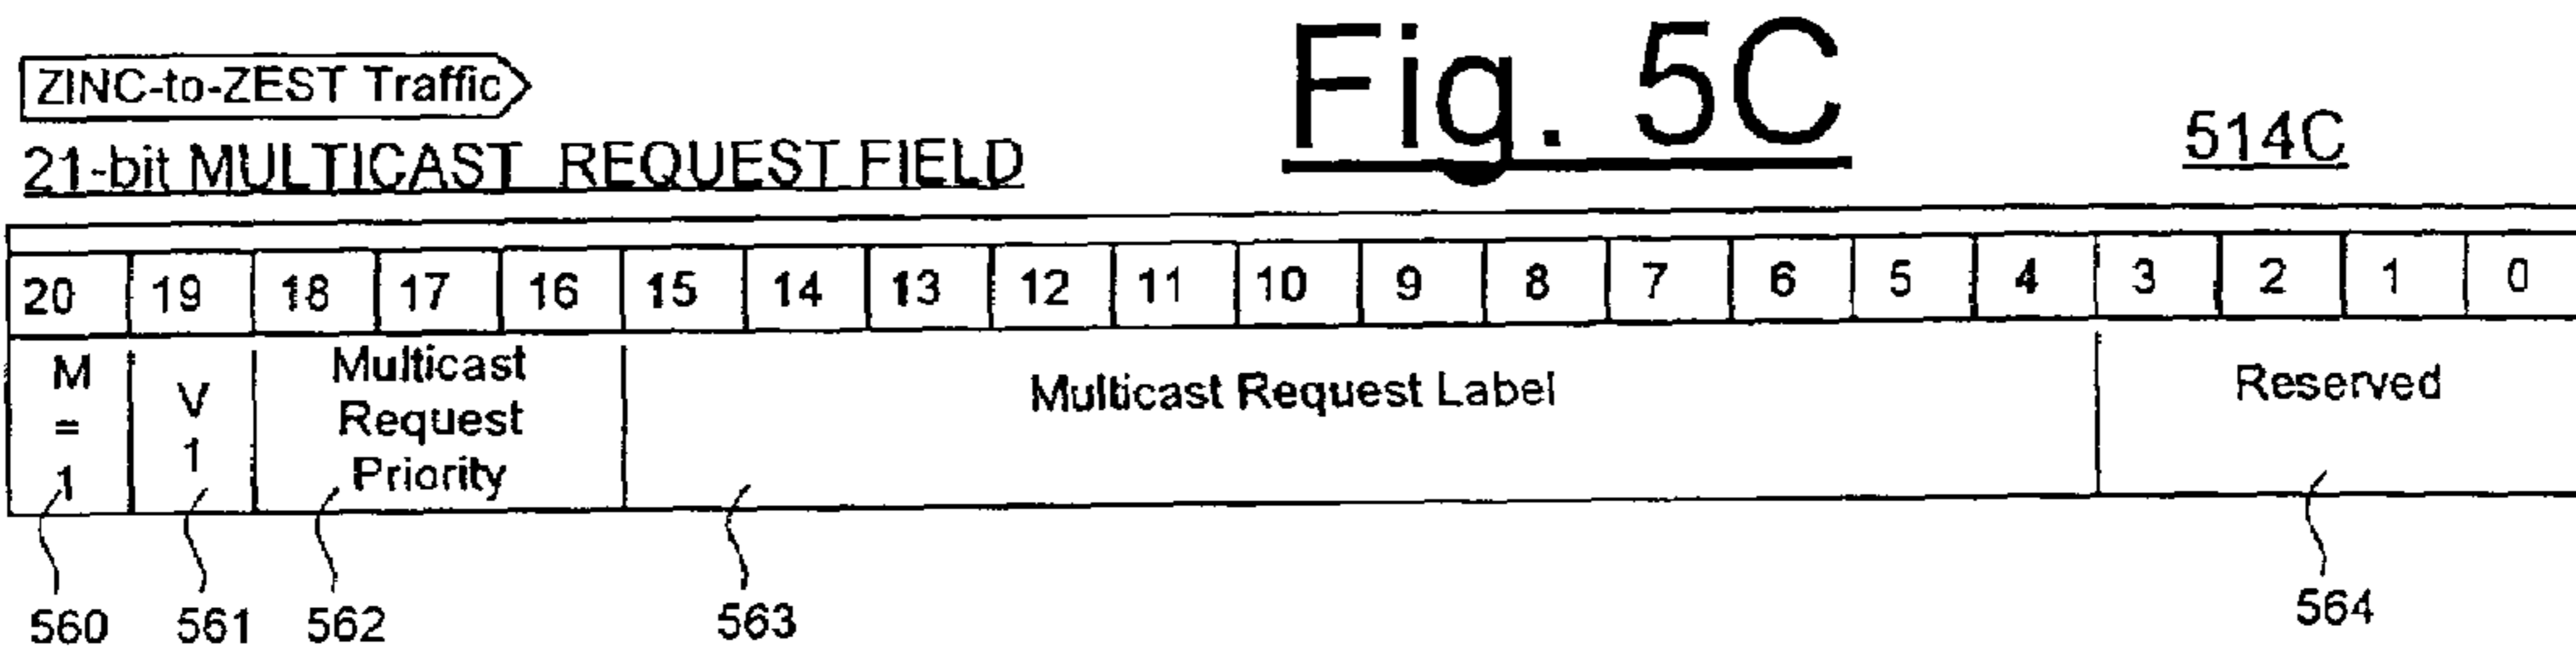 Fig. 5C
ZINC-to-ZEST Traffic
21-bit MULTICAST REQUEST FIELD
514C
20 19 18 17 16 15 14 13 12 11 10 9 8 7 6 5 4 3 2 1 0
M
=
1
V
1
Multicast
Request
Priority
Multicast Request Label
Reserved
560 561 562 563 564